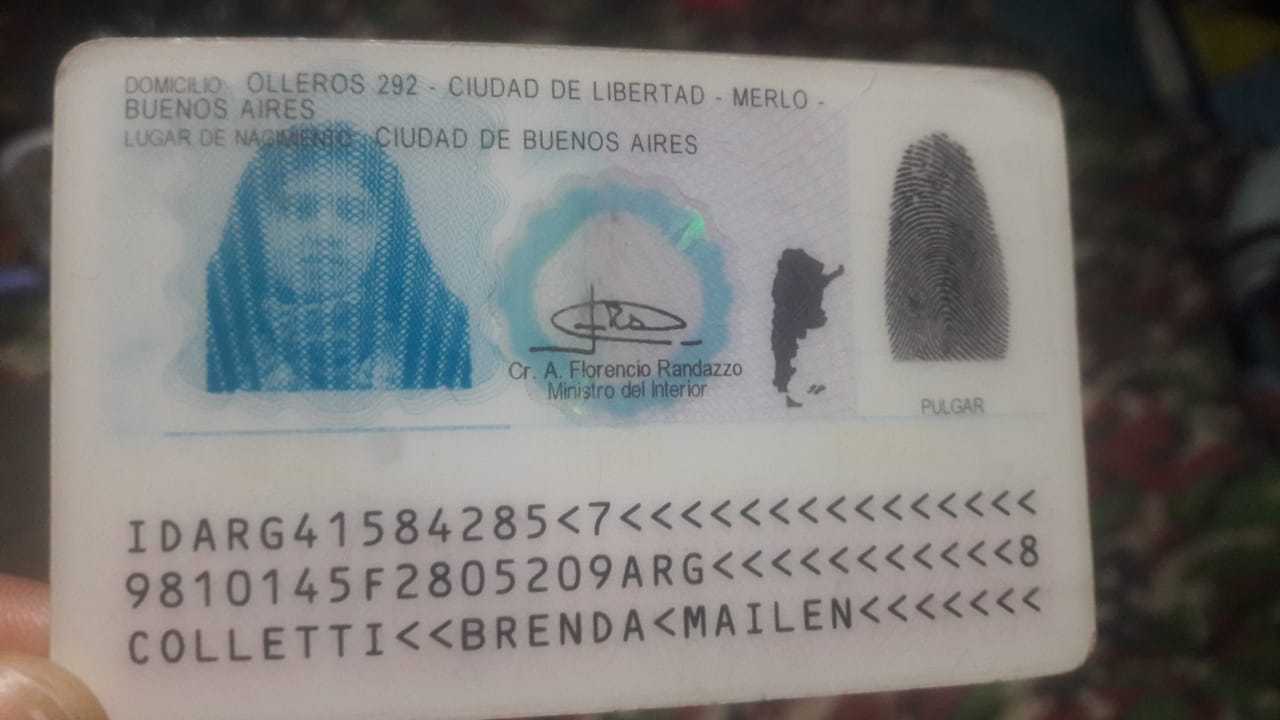 DOMICILIO: OLLEROS 292 - CIUDAD DE LIBERTAD - MERLO -
BUENOS AIRES
LUGAR DE NACIMIENTO: CIUDAD DE BUENOS AIRES
Cr. A. Florencio Randazzo
Ministro del Interior
PULGAR
IDARG41584285<7<<<<<<<<<<<<<<<
9810145F2805209ARG<<<<<<<<<<<8
COLLETTI<<BRENDA<MAILEN<<<<<<<